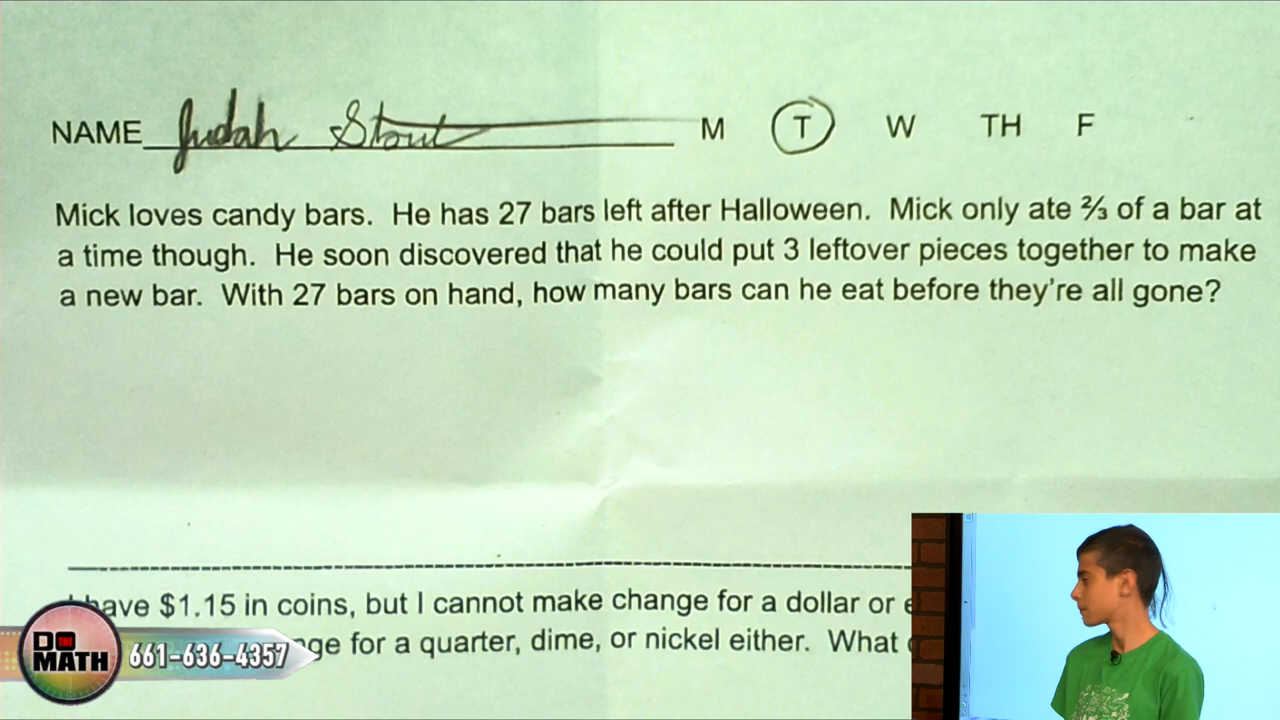 NAME Judah Stout M T W TH F
Mick loves candy bars. He has 27 bars left after Halloween. Mick only ate ⅔ of a bar at
a time though. He soon discovered that he could put 3 leftover pieces together to make
a new bar. With 27 bars on hand, how many bars can he eat before they're all gone?
I have $1.15 in coins, but I cannot make change for a dollar or
for a quarter, dime, or nickel either. What
DO THE MATH 661-636-4357